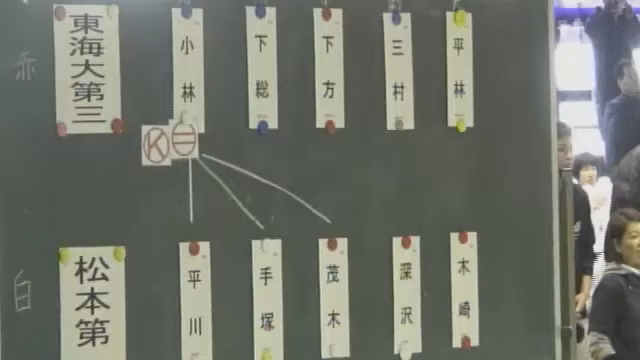 赤
東海大第三
小林
下総
下方
三村
平林
Ⓚ
㊂
白
松本第
平川
手塚
茂木
深沢
木崎